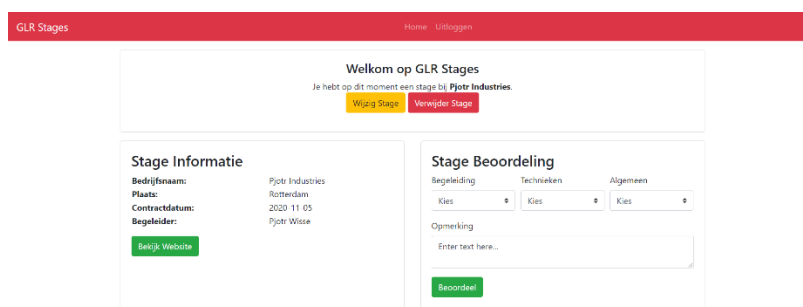 GLR Stages
Home Uitloggen
Welkom op GLR Stages
Je hebt op dit moment een stage bij Pjotr Industries.
Wijzig Stage Verwijder Stage
Stage Informatie
Bedrijfsnaam: Pjotr Industries
Plaats: Rotterdam
Contractdatum: 2020-11-05
Begeleider: Pjotr Wisse
Bekijk Website
Stage Beoordeling
Begeleiding Technieken Algemeen
Kies Kies Kies
Opmerking
Enter text here...
Beoordeel